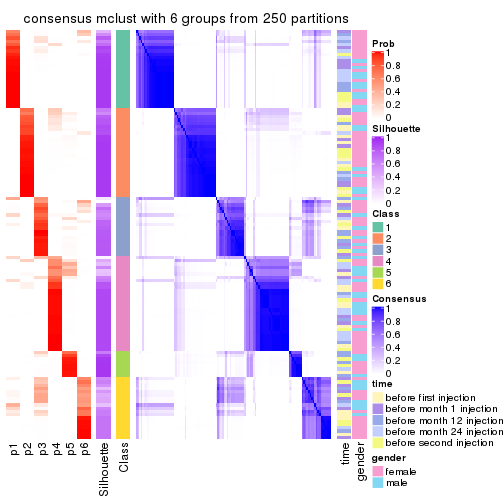 consensus mclust with 6 groups from 250 partitions
Prob
1
0.8
0.6
0.4
0.2
0
Silhouette
1
0.8
0.6
0.4
0.2
0
Class
1
2
3
4
5
6
Consensus
1
0.8
0.6
0.4
0.2
0
time
before first injection
before month 1 injection
before month 12 injection
before month 24 injection
before second injection
gender
female
male
p1
p2
p3
p4
p5
p6
Silhouette
Class
time
gender